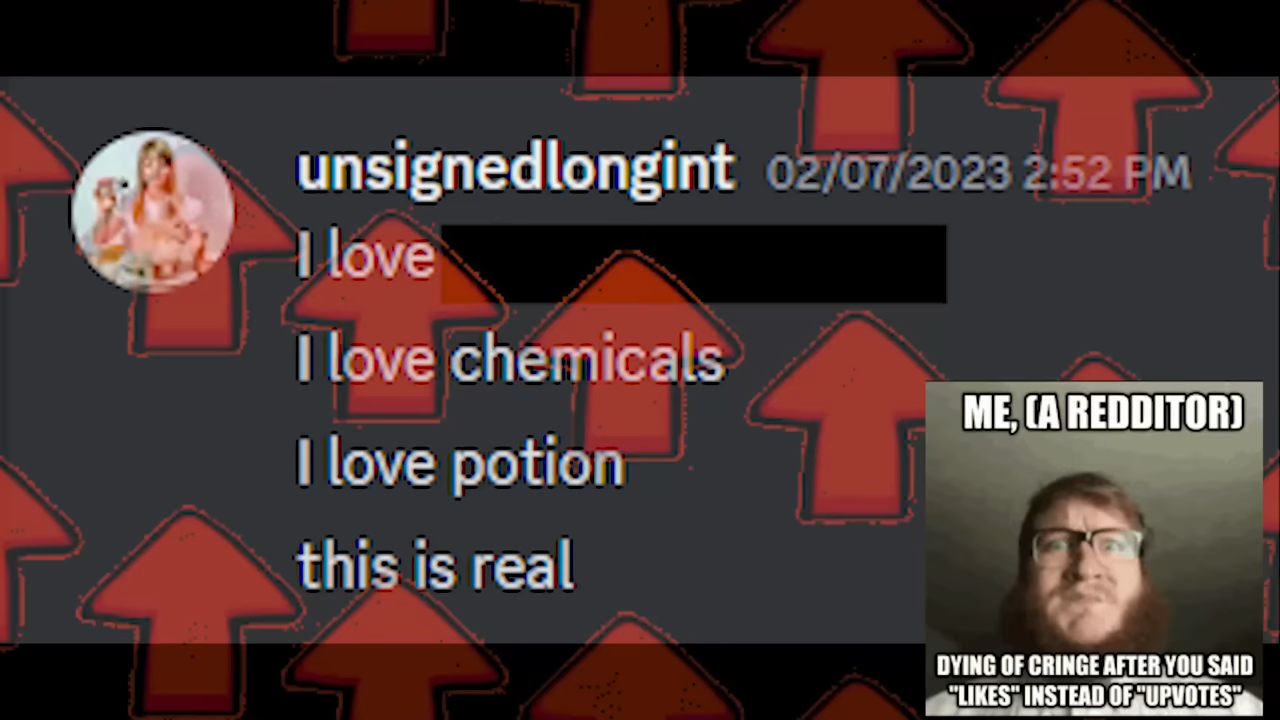 unsignedlongint 02/07/2023 2:52 PM
I love
I love chemicals
I love potion
this is real
ME, (A REDDITOR)
DYING OF CRINGE AFTER YOU SAID
"LIKES" INSTEAD OF "UPVOTES"